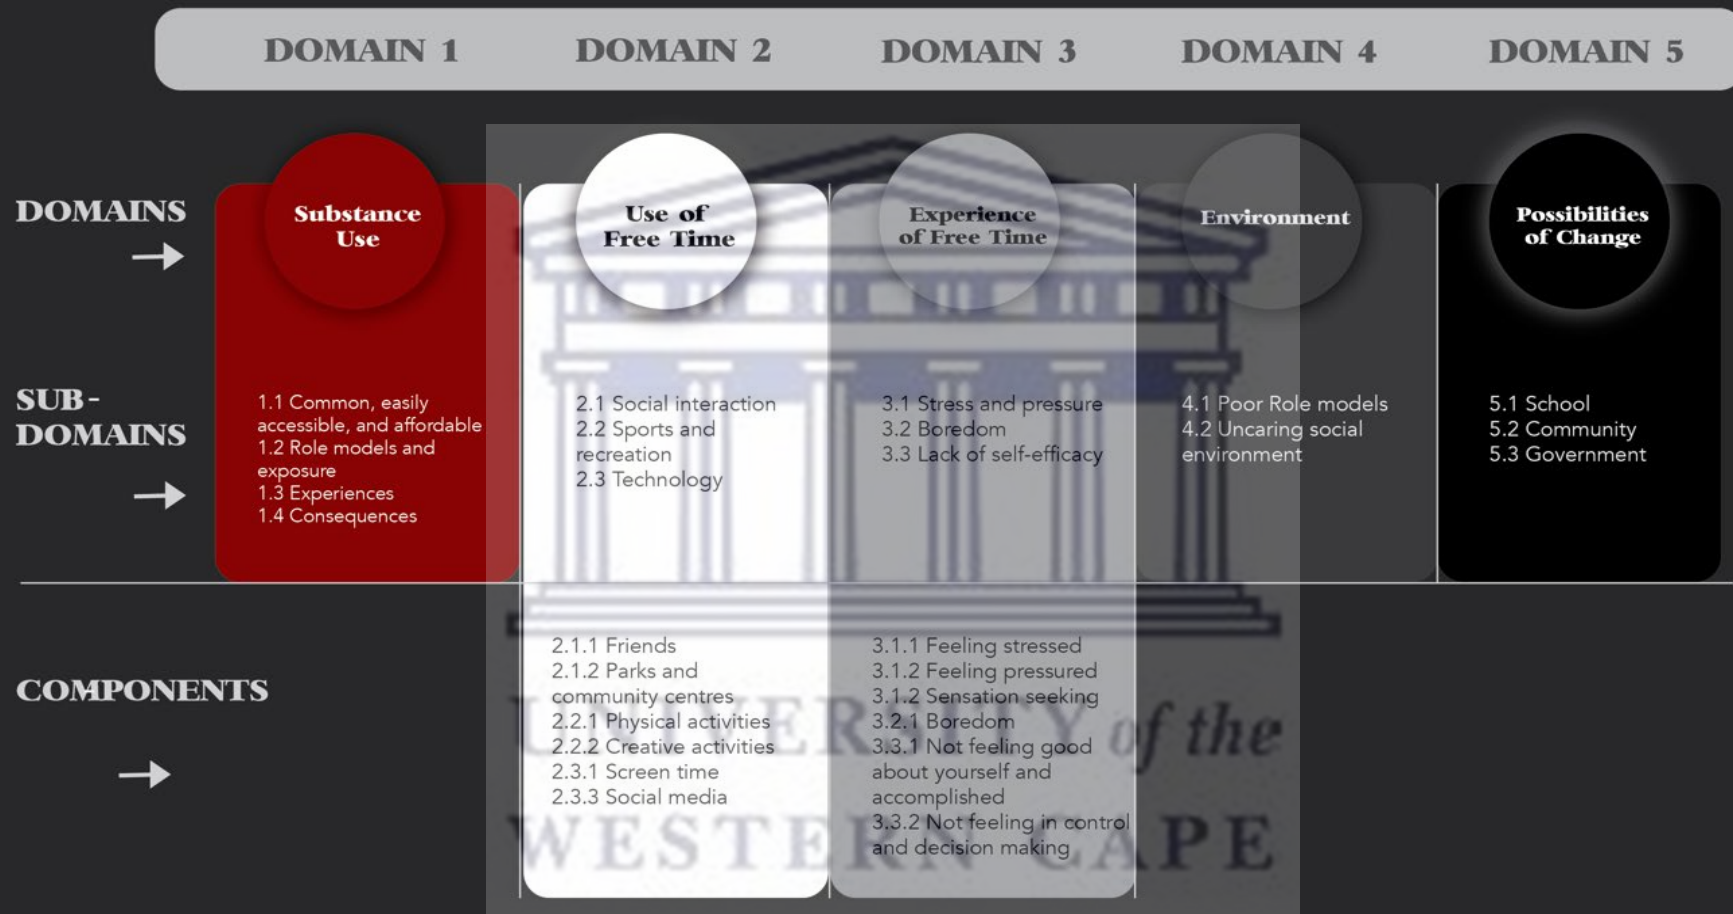 DOMAIN 1 DOMAIN 2 DOMAIN 3 DOMAIN 4 DOMAIN 5
DOMAINS
Substance
Use
Use of
Free Time
Experience
of Free Time
Environment
Possibilities
of Change
SUB-
DOMAINS
1.1 Common, easily
accessible, and affordable
1.2 Role models and
exposure
1.3 Experiences
1.4 Consequences
2.1 Social interaction
2.2 Sports and
recreation
2.3 Technology
3.1 Stress and pressure
3.2 Boredom
3.3 Lack of self-efficacy
4.1 Poor Role models
4.2 Uncaring social
environment
5.1 School
5.2 Community
5.3 Government
COMPONENTS
2.1.1 Friends
2.1.2 Parks and
community centres
2.2.1 Physical activities
2.2.2 Creative activities
2.3.1 Screen time
2.3.3 Social media
3.1.1 Feeling stressed
3.1.2 Feeling pressured
3.1.2 Sensation seeking
3.2.1 Boredom
3.3.1 Not feeling good
about yourself and
accomplished
3.3.2 Not feeling in control
and decision making
UNIVERSITY of the
WESTERN CAPE